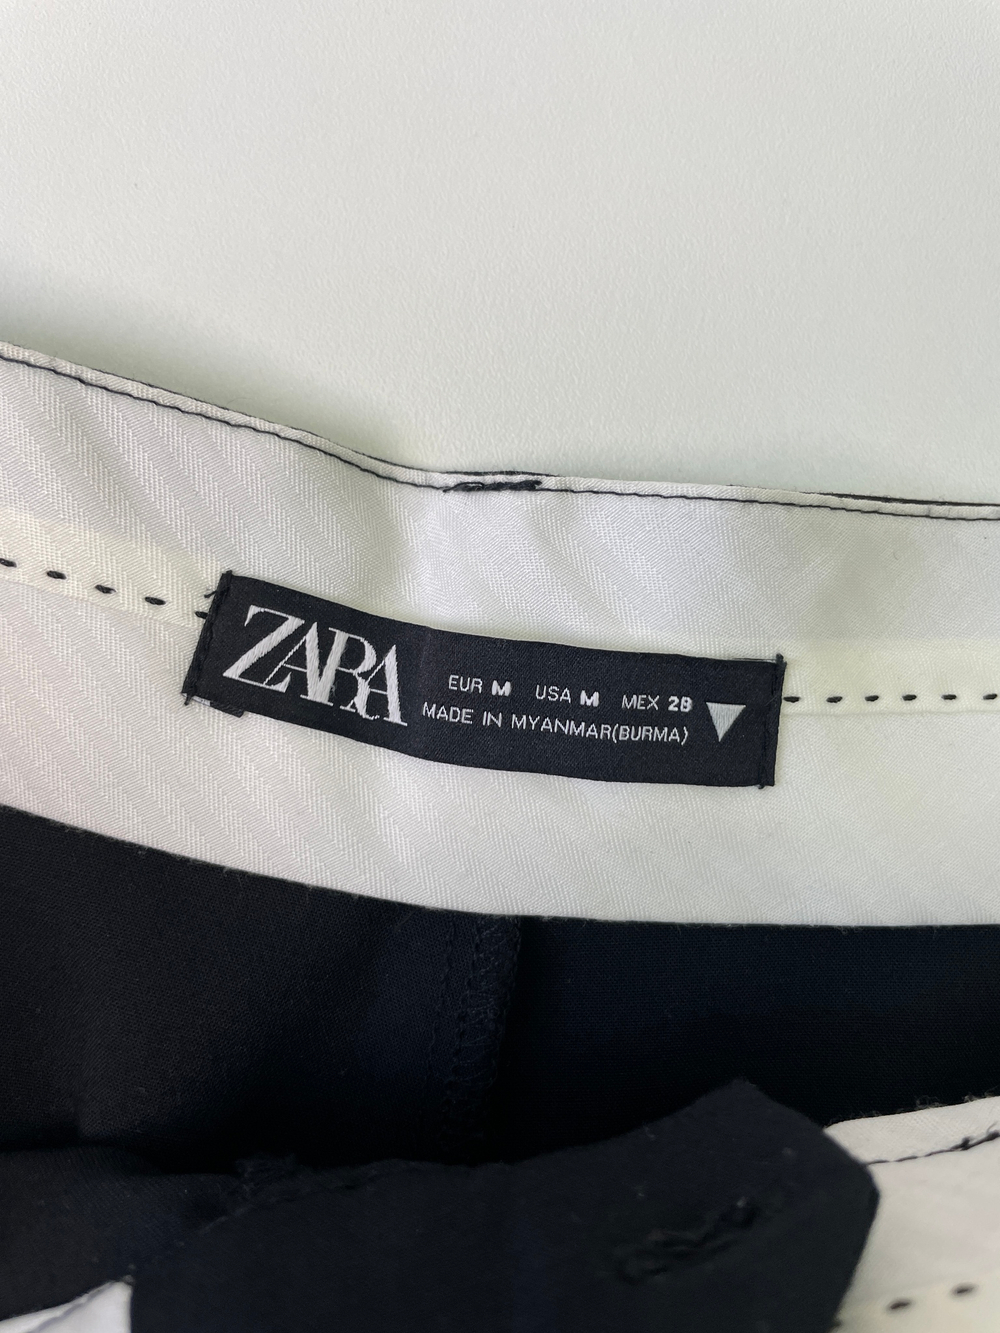 ZARA
EUR M USA M MEX 28
MADE IN MYANMAR(BURMA)